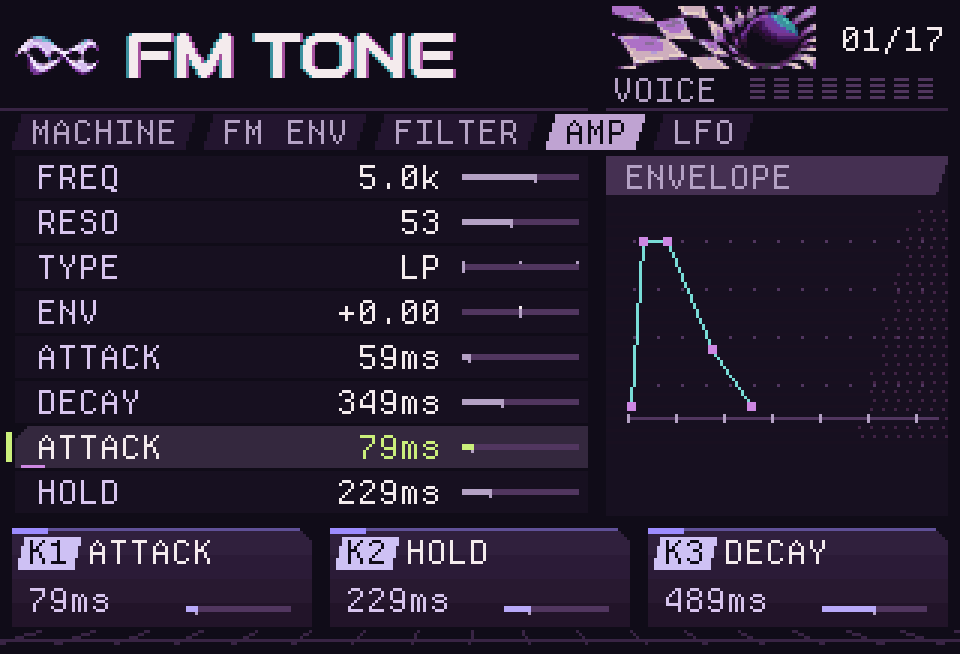 FM TONE
01/17
VOICE
MACHINE FM ENV FILTER AMP LFO
FREQ 5.0k
RESO 53
TYPE LP
ENV +0.00
ATTACK 59ms
DECAY 349ms
ATTACK 79ms
HOLD 229ms
ENVELOPE
K1 ATTACK
79ms
K2 HOLD
229ms
K3 DECAY
489ms